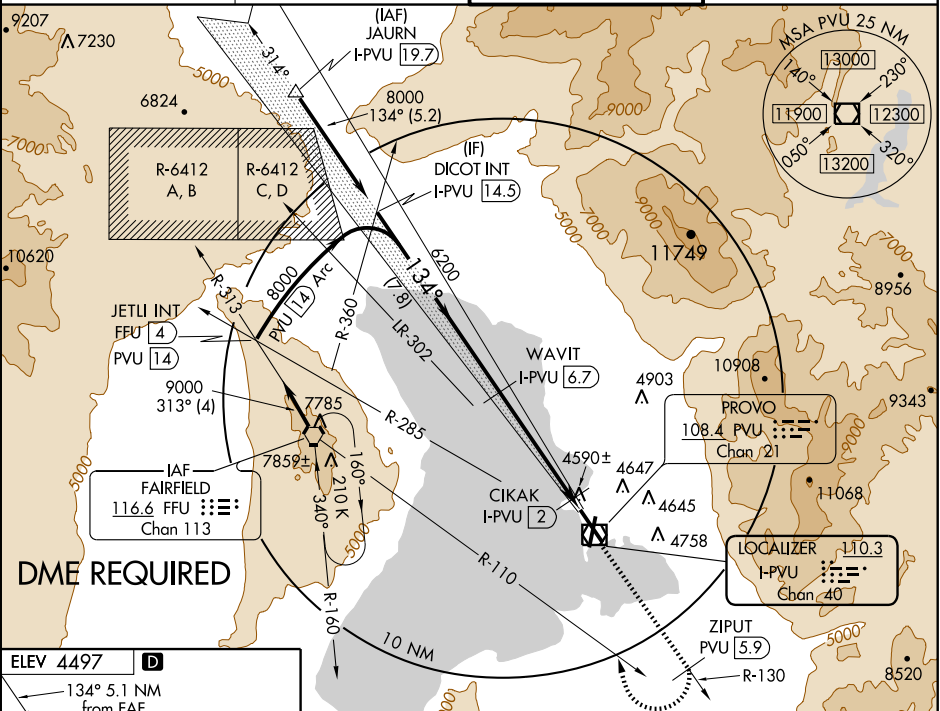 9207
7230
5000
(IAF)
JAURN
I-PVU 19.7
314°
8000
134° (5.2)
MSA PVU 25 NM
13000
140°
230°
11900
12300
050°
320°
13200
6824
7000
9000
R-6412
A, B
R-6412
C, D
(IF)
DICOT INT
I-PVU 14.5
5000
7000
9000
11749
10620
R-313
8000
PVU 14 Arc
R-360
134°
(7.8)
6200
LR-302
7000
8956
JETLI INT
FFU 4
PVU 14
9000
313° (4)
WAVIT
I-PVU 6.7
4903
10908
9343
7785
R-285
PROVO
108.4 PVU
Chan 21
9000
7859±
160°
210 K
340°
5000
IAF
FAIRFIELD
116.6 FFU
Chan 113
5000
4590±
4647
4645
4758
CIKAK
I-PVU 2
11068
LOCALIZER 110.3
I-PVU
Chan 40
DME REQUIRED
R-110
R-160
10 NM
ZIPUT
PVU 5.9
R-130
5000
8520
ELEV 4497 D
134° 5.1 NM
from FAF